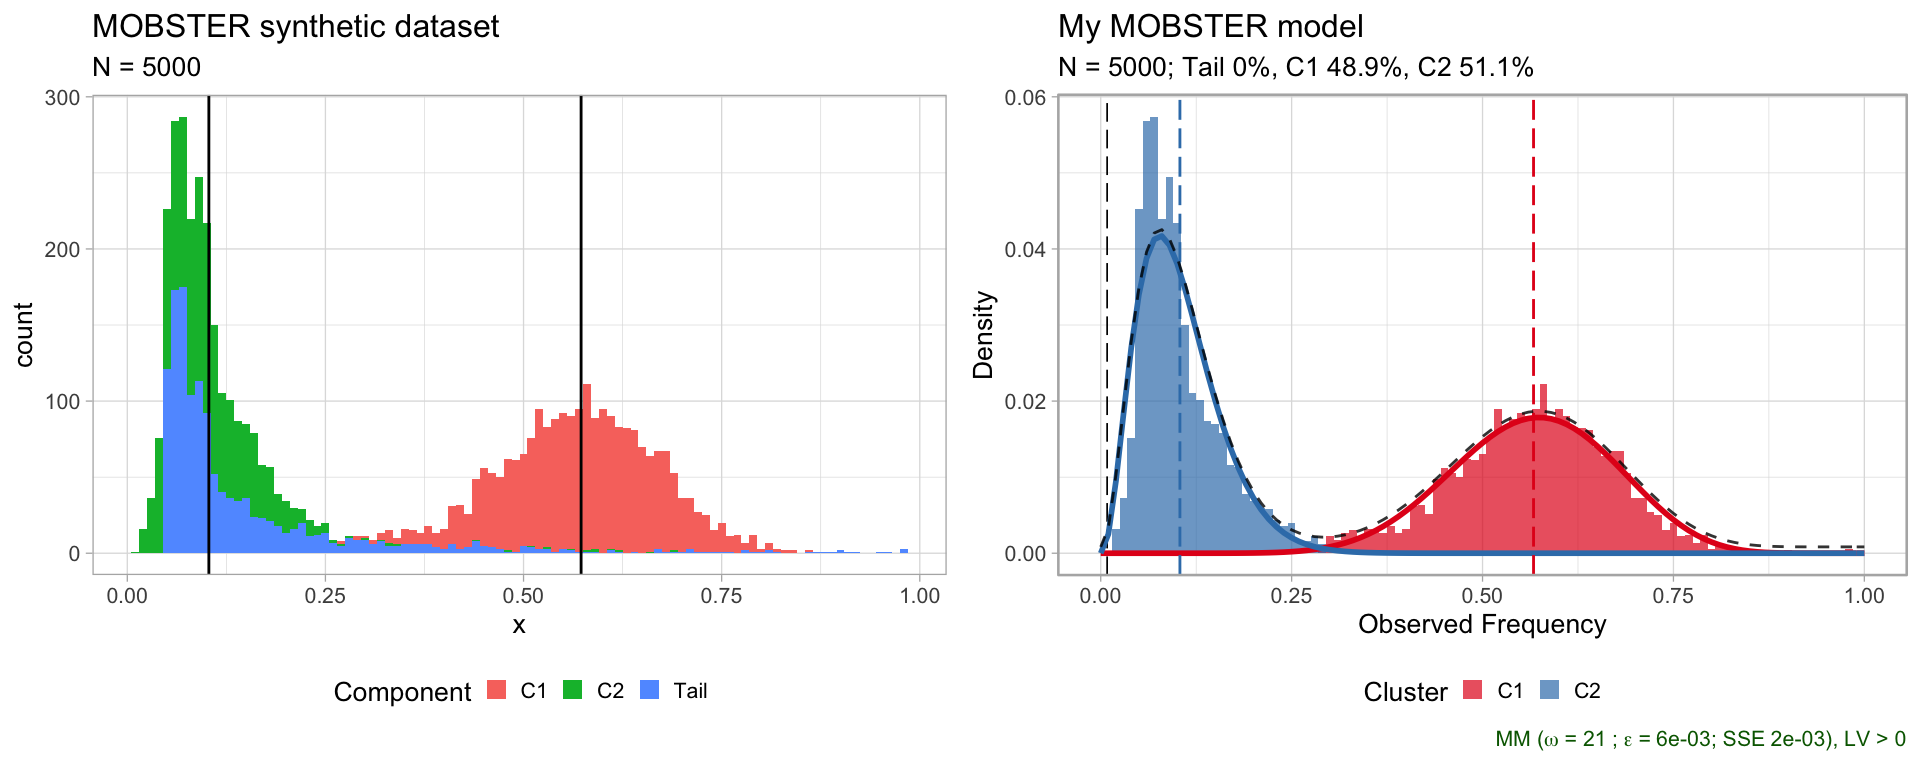 MOBSTER synthetic dataset
N = 5000
300
200
100
0
count
0.00 0.25 0.50 0.75 1.00
x
Component C1 C2 Tail
My MOBSTER model
N = 5000; Tail 0%, C1 48.9%, C2 51.1%
0.06
0.04
0.02
0.00
Density
0.00 0.25 0.50 0.75 1.00
Observed Frequency
Cluster C1 C2
MM (ω = 21 ; ε = 6e-03; SSE 2e-03), LV > 0